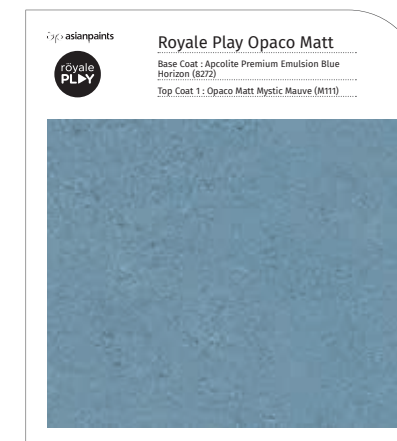 asianpaints
royale
PLAY
Royale Play Opaco Matt
Base Coat : Apcolite Premium Emulsion Blue
Horizon (8272)
Top Coat 1 : Opaco Matt Mystic Mauve (M111)